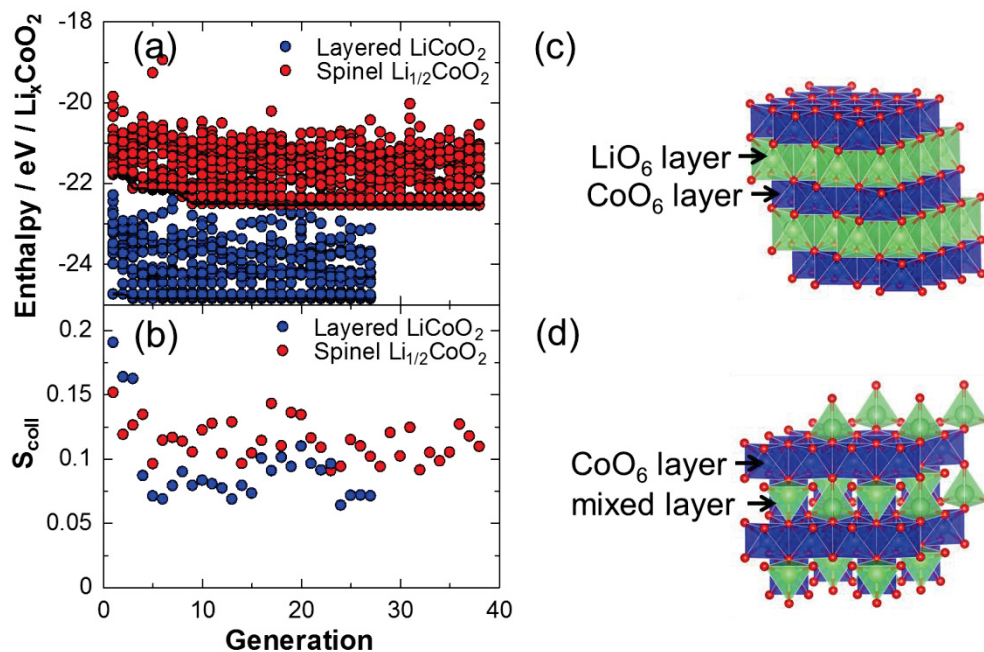 (a)
Layered LiCoO₂
Spinel Li₁/₂CoO₂
Enthalpy / eV / LiₓCoO₂
-18
-20
-22
-24
(b)
Layered LiCoO₂
Spinel Li₁/₂CoO₂
S_coll
0.2
0.15
0.1
0.05
0
0
10
20
30
40
Generation
(c)
LiO₆ layer
CoO₆ layer
(d)
CoO₆ layer
mixed layer